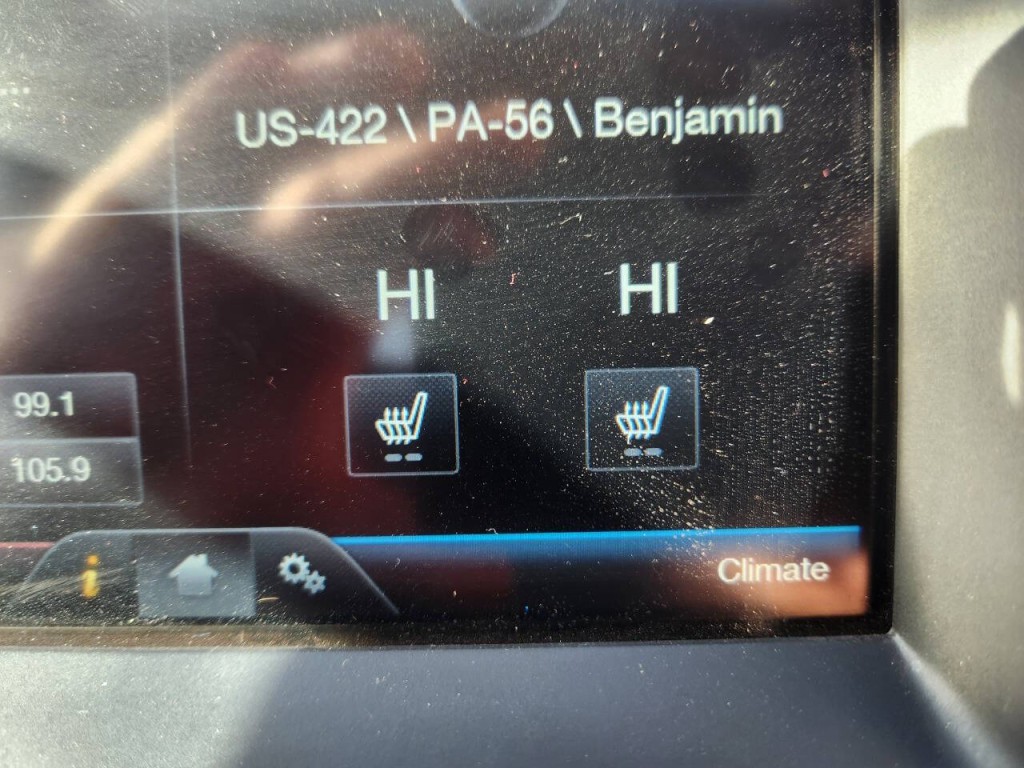 ...
US-422 \ PA-56 \ Benjamin
HI HI
99.1
105.9
i
Climate